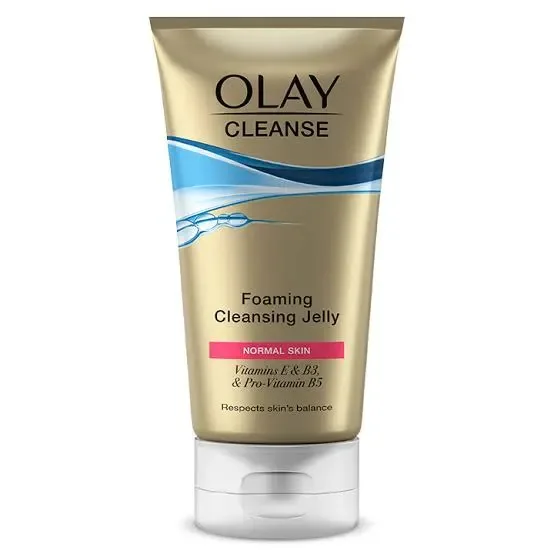 OLAY
CLEANSE
Foaming
Cleansing Jelly
NORMAL SKIN
Vitamins E & B3,
& Pro-Vitamin B5
Respects skin's balance